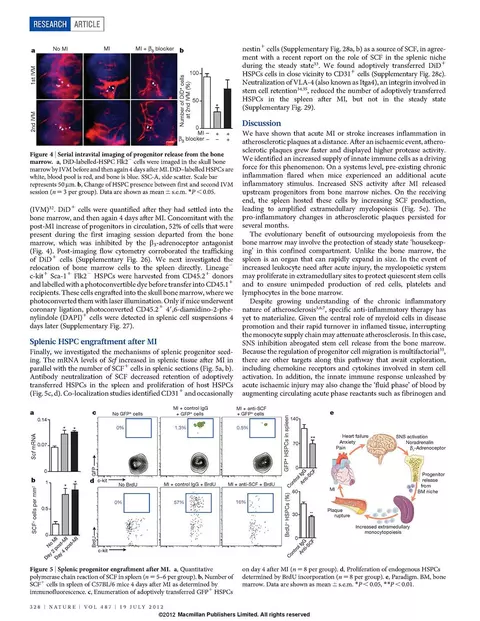 RESEARCH ARTICLE
a
No MI
MI
MI + β3 blocker
b
1st IVM
2nd IVM
Number of DiD+ cells
at 2nd IVM (%)
100
50
0
*
MI – + +
β3 blocker – – +
Figure 4 | Serial intravital imaging of progenitor release from the bone
marrow. a, DiD-labelled-HSPC Flk2− cells were imaged in the skull bone
marrow by IVM before and then again 4 days after MI. DiD-labelled HSPCs are
white, blood pool is red, and bone is blue. SSC-A, side scatter. Scale bar
represents 50 μm. b, Change of HSPC presence between first and second IVM
session (n = 3 per group). Data are shown as mean ± s.e.m. *P < 0.05.
(IVM)32. DiD+ cells were quantified after they had settled into the
bone marrow, and then again 4 days after MI. Concomitant with the
post-MI increase of progenitors in circulation, 52% of cells that were
present during the first imaging session departed from the bone
marrow, which was inhibited by the β3-adrenoceptor antagonist
(Fig. 4). Post-imaging flow cytometry corroborated the trafficking
of DiD+ cells (Supplementary Fig. 26). We next investigated the
relocation of bone marrow cells to the spleen directly. Lineage−
c-kit+ Sca-1+ Flk2− HSPCs were harvested from CD45.2+ donors
and labelled with a photoconvertible dye before transfer into CD45.1+
recipients. These cells engrafted into the skull bone marrow, where we
photoconverted them with laser illumination. Only if mice underwent
coronary ligation, photoconverted CD45.2+ 4′,6-diamidino-2-phe-
nylindole (DAPI)+ cells were detected in splenic cell suspensions 4
days later (Supplementary Fig. 27).
Splenic HSPC engraftment after MI
Finally, we investigated the mechanisms of splenic progenitor seed-
ing. The mRNA levels of Scf increased in splenic tissue after MI in
parallel with the number of SCF+ cells in splenic sections (Fig. 5a, b).
Antibody neutralization of SCF decreased retention of adoptively
transferred HSPCs in the spleen and proliferation of host HSPCs
(Fig. 5c, d). Co-localization studies identified CD31+ and occasionally
nestin+ cells (Supplementary Fig. 28a, b) as a source of SCF, in agree-
ment with a recent report on the role of SCF in the splenic niche
during the steady state33. We found adoptively transferred DiD+
HSPCs cells in close vicinity to CD31+ cells (Supplementary Fig. 28c).
Neutralization of VLA-4 (also known as Itga4), an integrin involved in
stem cell retention34,35, reduced the number of adoptively transferred
HSPCs in the spleen after MI, but not in the steady state
(Supplementary Fig. 29).
Discussion
We have shown that acute MI or stroke increases inflammation in
atherosclerotic plaques at a distance. After an ischaemic event, athero-
sclerotic plaques grew faster and displayed higher protease activity.
We identified an increased supply of innate immune cells as a driving
force for this phenomenon. On a systems level, pre-existing chronic
inflammation flared when mice experienced an additional acute
inflammatory stimulus. Increased SNS activity after MI released
upstream progenitors from bone marrow niches. On the receiving
end, the spleen hosted these cells by increasing SCF production,
leading to amplified extramedullary myelopoiesis (Fig. 5e). The
pro-inflammatory changes in atherosclerotic plaques persisted for
several months.
The evolutionary benefit of outsourcing myelopoiesis from the
bone marrow may involve the protection of steady state ‘housekeep-
ing’ in this confined compartment. Unlike the bone marrow, the
spleen is an organ that can rapidly expand in size. In the event of
increased leukocyte need after acute injury, the myelopoietic system
may proliferate in extramedullary sites to protect quiescent stem cells
and to ensure unimpeded production of red cells, platelets and
lymphocytes in the bone marrow.
Despite growing understanding of the chronic inflammatory
nature of atherosclerosis, specific anti-inflammatory therapy has
yet to materialize. Given the central role of myeloid cells in disease
promotion and their rapid turnover in inflamed tissue, interrupting
the monocyte supply chain may attenuate atherosclerosis. In this case,
SNS inhibition abrogated stem cell release from the bone marrow.
Because the regulation of progenitor cell migration is multifactorial,
there are other targets along this pathway that await exploration,
including chemokine receptors and cytokines involved in stem cell
activation. In addition, the innate immune response unleashed by
acute ischaemic injury may also change the ‘fluid phase’ of blood by
augmenting circulating acute phase reactants such as fibrinogen and
a
Scf mRNA
0.14
0.07
0
b
SCF+ cells per mm2
1
0.5
0
No MI
Day 2 post-MI
Day 4 post-MI
c
No GFP+ cells
MI + control IgG
+ GFP+ cells
MI + anti-SCF
+ GFP+ cells
0%
1.3%
0.5%
GFP
c-kit
GFP+ HSPCs in spleen
140
70
0
**
Control IgG
Anti-SCF
d
No BrdU
MI + control IgG + BrdU
MI + anti-SCF + BrdU
0%
57%
15%
BrdU
c-kit
BrdU+ HSPCs (%)
60
30
0
Control IgG
Anti-SCF
e
Heart failure
Anxiety
Pain
SNS activation
Noradrenalin
β3-Adrenoceptor
MI
Progenitor
release
from
BM niche
Plaque
rupture
Increased extramedullary
monocytopoiesis
Figure 5 | Splenic progenitor engraftment after MI. a, Quantitative
polymerase chain reaction of SCF in spleen (n = 5–6 per group). b, Number of
SCF+ cells in spleen of C57BL/6 mice 4 days after MI as determined by
immunofluorescence. c, Enumeration of adoptively transferred GFP+ HSPCs
on day 4 after MI (n = 8 per group). d, Proliferation of endogenous HSPCs
determined by BrdU incorporation (n = 8 per group). e, Paradigm. BM, bone
marrow. Data are shown as mean ± s.e.m. *P < 0.05, **P < 0.01.
328 | NATURE | VOL 487 | 19 JULY 2012
©2012 Macmillan Publishers Limited. All rights reserved